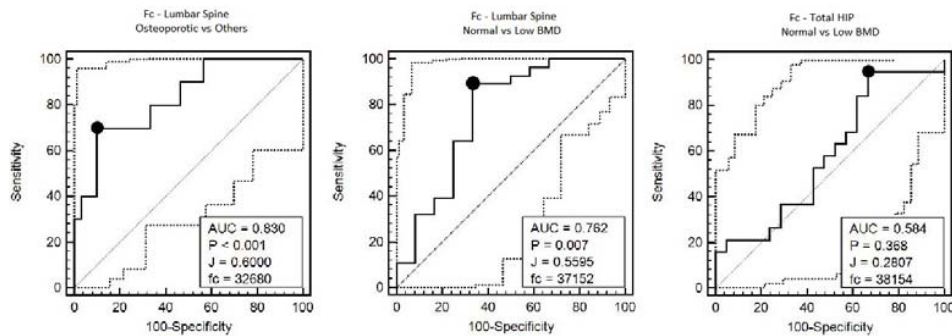 Fc - Lumbar Spine
Osteoporotic vs Others
Sensitivity
100
80
60
40
20
0
AUC = 0.830
P < 0.001
J = 0.6000
fc = 32680
0 20 40 60 80 100
100-Specificity
Fc - Lumbar Spine
Normal vs Low BMD
Sensitivity
100
80
60
40
20
0
AUC = 0.762
P = 0.007
J = 0.5595
fc = 37152
0 20 40 60 80 100
100-Specificity
Fc - Total HIP
Normal vs Low BMD
Sensitivity
100
80
60
40
20
0
AUC = 0.584
P = 0.368
J = 0.2807
fc = 38154
0 20 40 60 80 100
100-Specificity